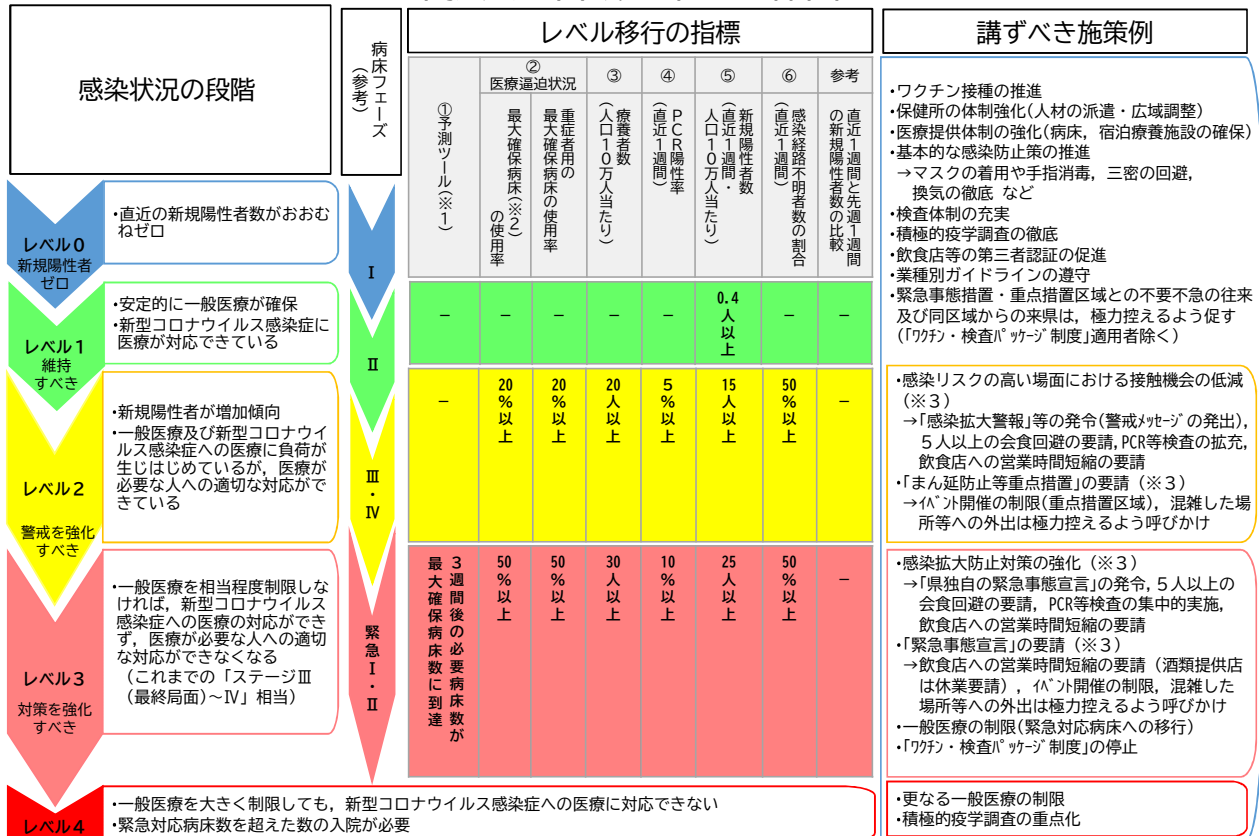 感染状況の段階
病床フェーズ
(参考)
レベル移行の指標
講ずべき施策例
①予測ツール(※1)
②
医療逼迫状況
最大確保病床(※2)
の使用率
重症者用の
最大確保病床の使用率
③
療養者数
(人口10万人当たり)
④
PCR陽性率
(直近1週間)
⑤
新規陽性者数
(直近1週間・
人口10万人当たり)
⑥
感染経路不明者数の割合
(直近1週間)
参考
直近1週間と先週1週間
の新規陽性者数の比較
レベル0
新規陽性者
ゼロ
・直近の新規陽性者数がおおむ
ねゼロ
Ⅰ
・ワクチン接種の推進
・保健所の体制強化(人材の派遣・広域調整)
・医療提供体制の強化(病床，宿泊療養施設の確保)
・基本的な感染防止策の推進
→マスクの着用や手指消毒，三密の回避，
換気の徹底 など
・検査体制の充実
・積極的疫学調査の徹底
・飲食店等の第三者認証の促進
・業種別ガイドラインの遵守
・緊急事態措置・重点措置区域との不要不急の往来
及び同区域からの来県は，極力控えるよう促す
(｢ﾜｸﾁﾝ・検査ﾊﾟｯｹｰｼﾞ制度｣適用者除く)
レベル1
維持
すべき
・安定的に一般医療が確保
・新型コロナウイルス感染症に
医療が対応できている
Ⅱ
－
－
－
－
－
0.4人以上
－
－
レベル2
警戒を強化
すべき
・新規陽性者が増加傾向
・一般医療及び新型コロナウイ
ルス感染症への医療に負荷が
生じはじめているが，医療が
必要な人への適切な対応がで
きている
Ⅲ・Ⅳ
－
20%以上
20%以上
20人以上
5%以上
15人以上
50%以上
－
・感染リスクの高い場面における接触機会の低減
(※3)
→｢感染拡大警報｣等の発令(警戒ﾒｯｾｰｼﾞの発出)，
５人以上の会食回避の要請，PCR等検査の拡充，
飲食店への営業時間短縮の要請
・｢まん延防止等重点措置｣の要請（※3）
→ｲﾍﾞﾝﾄ開催の制限(重点措置区域)，混雑した場
所等への外出は極力控えるよう呼びかけ
レベル3
対策を強化
すべき
・一般医療を相当程度制限しな
ければ，新型コロナウイルス
感染症への医療の対応ができ
ず，医療が必要な人への適切
な対応ができなくなる
（これまでの「ステージⅢ
(最終局面)～Ⅳ」相当）
緊急Ⅰ・Ⅱ
3週間後の必要病床数が
最大確保病床数に到達
50%以上
50%以上
30人以上
10%以上
25人以上
50%以上
－
・感染拡大防止対策の強化（※3）
→｢県独自の緊急事態宣言｣の発令，５人以上の
会食回避の要請，PCR等検査の集中的実施，
飲食店への営業時間短縮の要請
・｢緊急事態宣言｣の要請（※3）
→飲食店への営業時間短縮の要請（酒類提供店
は休業要請），ｲﾍﾞﾝﾄ開催の制限，混雑した
場所等への外出は極力控えるよう呼びかけ
・一般医療の制限(緊急対応病床への移行)
・｢ﾜｸﾁﾝ・検査ﾊﾟｯｹｰｼﾞ制度｣の停止
レベル4
・一般医療を大きく制限しても，新型コロナウイルス感染症への医療に対応できない
・緊急対応病床数を超えた数の入院が必要
・更なる一般医療の制限
・積極的疫学調査の重点化